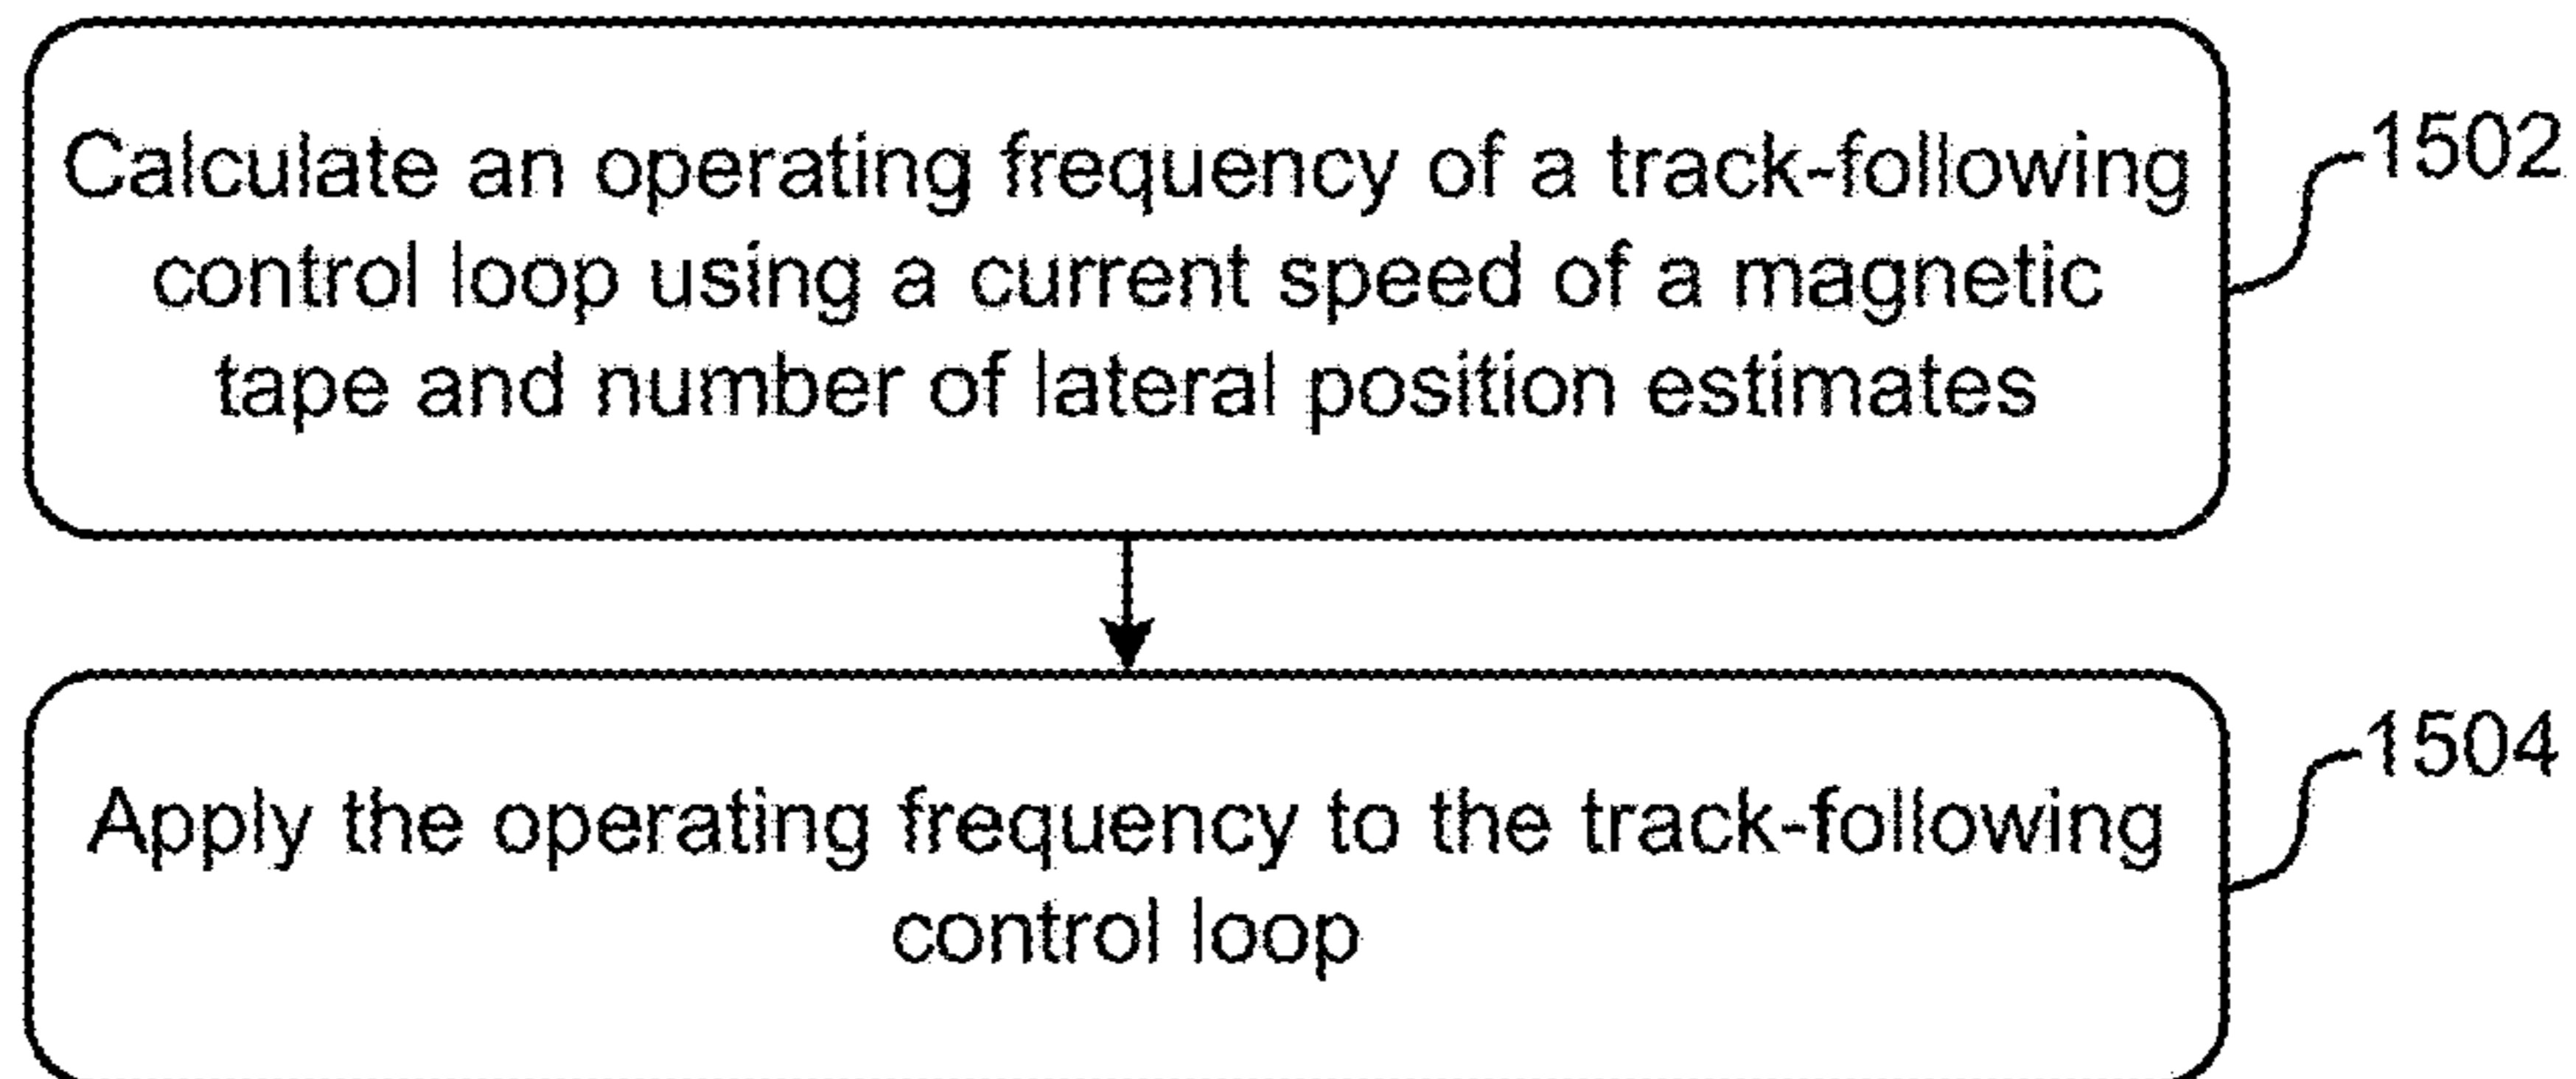 Calculate an operating frequency of a track-following
control loop using a current speed of a magnetic
tape and number of lateral position estimates
1502
Apply the operating frequency to the track-following
control loop
1504